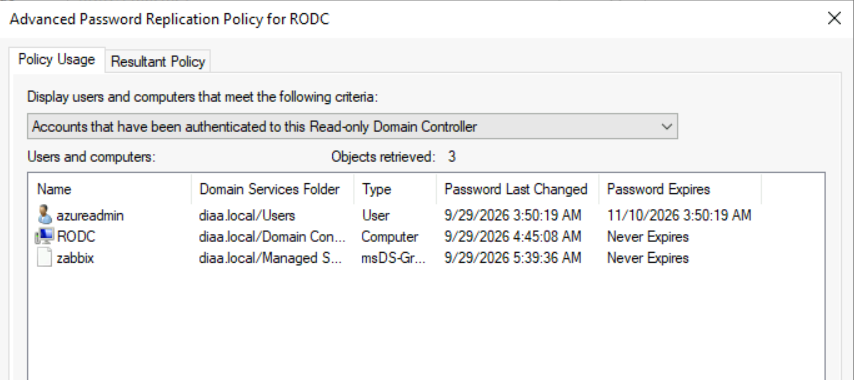 Advanced Password Replication Policy for RODC
Policy Usage Resultant Policy
Display users and computers that meet the following criteria:
Accounts that have been authenticated to this Read-only Domain Controller
Users and computers: Objects retrieved: 3
Name Domain Services Folder Type Password Last Changed Password Expires
azureadmin diaa.local/Users User 9/29/2026 3:50:19 AM 11/10/2026 3:50:19 AM
RODC diaa.local/Domain Con... Computer 9/29/2026 4:45:08 AM Never Expires
zabbix diaa.local/Managed S... msDS-Gr... 9/29/2026 5:39:36 AM Never Expires